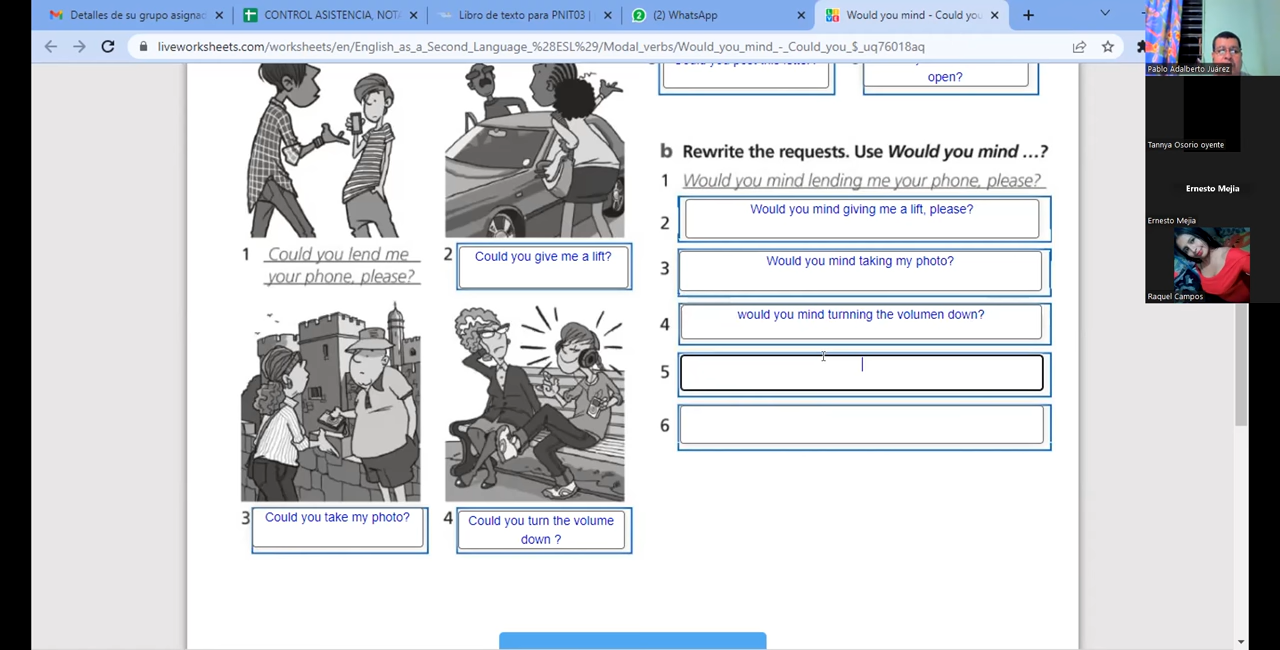 Detalles de su grupo asignac
CONTROL ASISTENCIA, NOTA
Libro de texto para PNIT03 |
(2) WhatsApp
Would you mind - Could you
liveworksheets.com/worksheets/en/English_as_a_Second_Language_%28ESL%29/Modal_verbs/Would_you_mind_-_Could_you_$_uq76018aq
Pablo Adalberto Juárez
Tannya Osorio oyente
Ernesto Mejia
Ernesto Mejia
Raquel Campos
open?
b Rewrite the requests. Use Would you mind …?
1 Would you mind lending me your phone, please?
2 Would you mind giving me a lift, please?
3 Would you mind taking my photo?
4 would you mind turnning the volumen down?
5
6
1 Could you lend me
your phone, please?
2 Could you give me a lift?
3 Could you take my photo?
4 Could you turn the volume
down ?